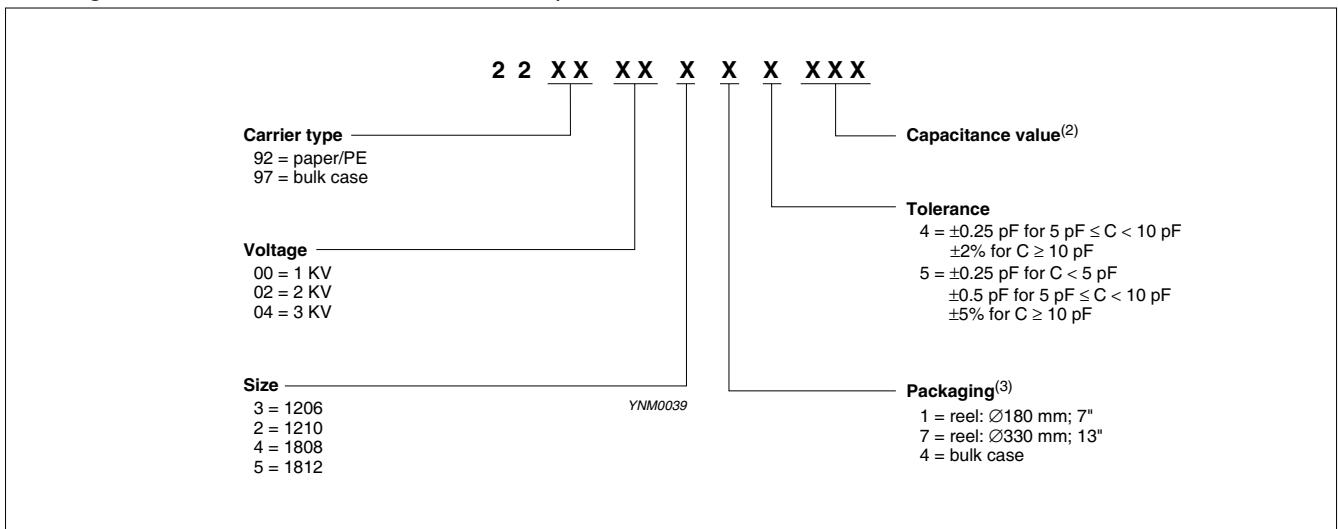 2 2 X X X X X X X X X X
Carrier type
92 = paper/PE
97 = bulk case
Voltage
00 = 1 KV
02 = 2 KV
04 = 3 KV
Size
3 = 1206
2 = 1210
4 = 1808
5 = 1812
YNM0039
Capacitance value(2)
Tolerance
4 = ±0.25 pF for 5 pF ≤ C < 10 pF
±2% for C ≥ 10 pF
5 = ±0.25 pF for C < 5 pF
±0.5 pF for 5 pF ≤ C < 10 pF
±5% for C ≥ 10 pF
Packaging(3)
1 = reel: ∅180 mm; 7"
7 = reel: ∅330 mm; 13"
4 = bulk case